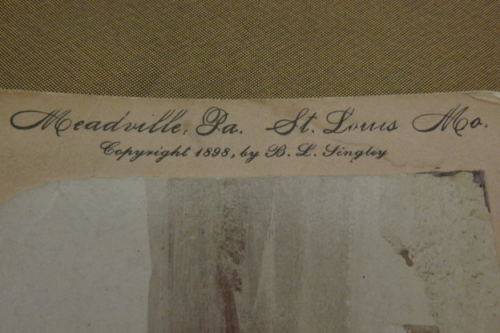 Meadville, Pa. St. Louis Mo.
Copyright 1898, by B. L. Singley